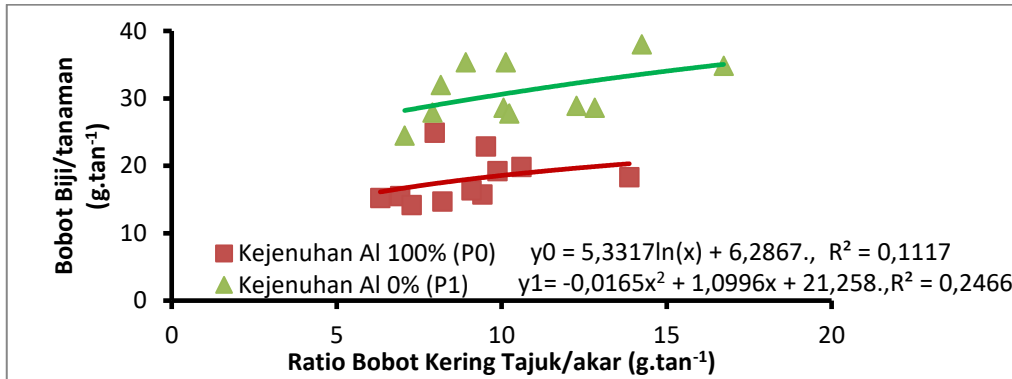 Bobot Biji/tanaman
(g.tan⁻¹)
40
30
20
10
0
Kejenuhan Al 100% (P0) y0 = 5,3317ln(x) + 6,2867., R² = 0,1117
Kejenuhan Al 0% (P1) y1= -0,0165x² + 1,0996x + 21,258.,R² = 0,2466
0 5 10 15 20
Ratio Bobot Kering Tajuk/akar (g.tan⁻¹)